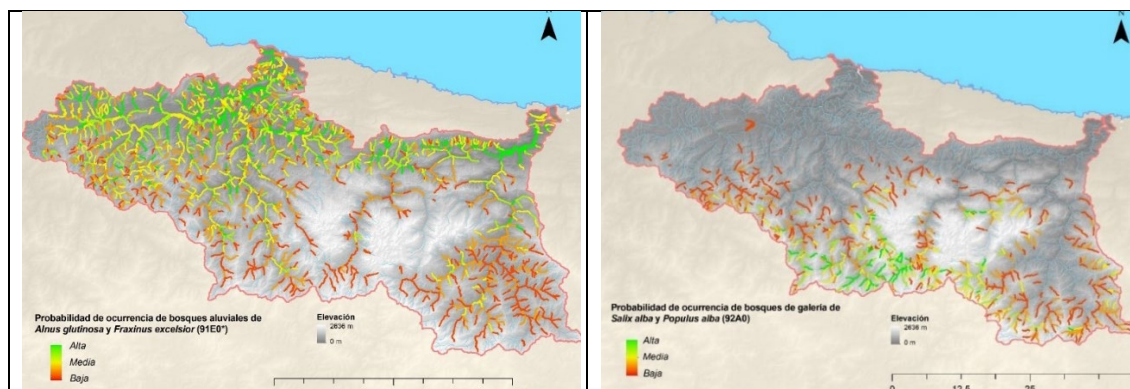 N
Probabilidad de ocurrencia de bosques aluviales de
Alnus glutinosa y Fraxinus excelsior (91E0*)
Alta
Media
Baja
Elevación
2636 m
0 m
Probabilidad de ocurrencia de bosques de galería de
Salix alba y Populus alba (92A0)
Alta
Media
Baja
Elevación
2636 m
0 m
0 12,5 25